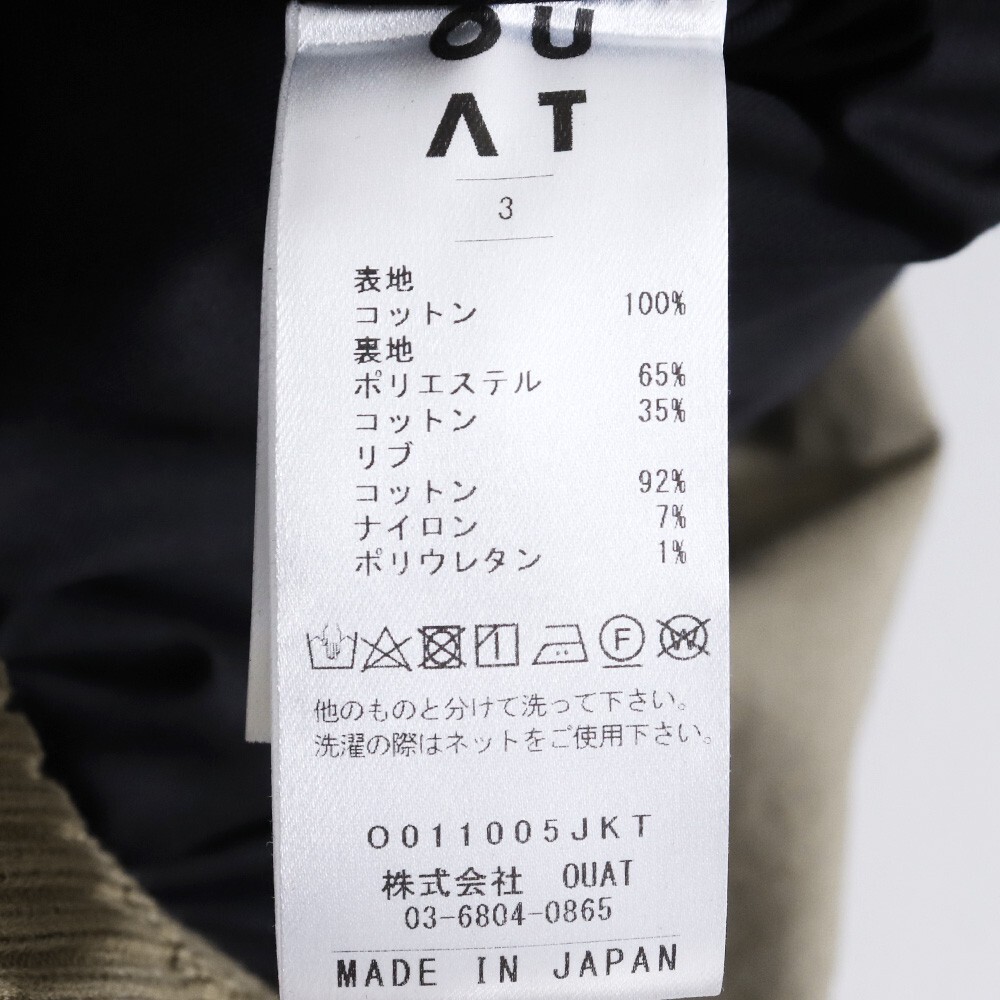 OU
AT
3
表地
コットン 100%
裏地
ポリエステル 65%
コットン 35%
リブ
コットン 92%
ナイロン 7%
ポリウレタン 1%
F W
他のものと分けて洗って下さい。
洗濯の際はネットをご使用下さい。
O011005JKT
株式会社 OUAT
03-6804-0865
MADE IN JAPAN